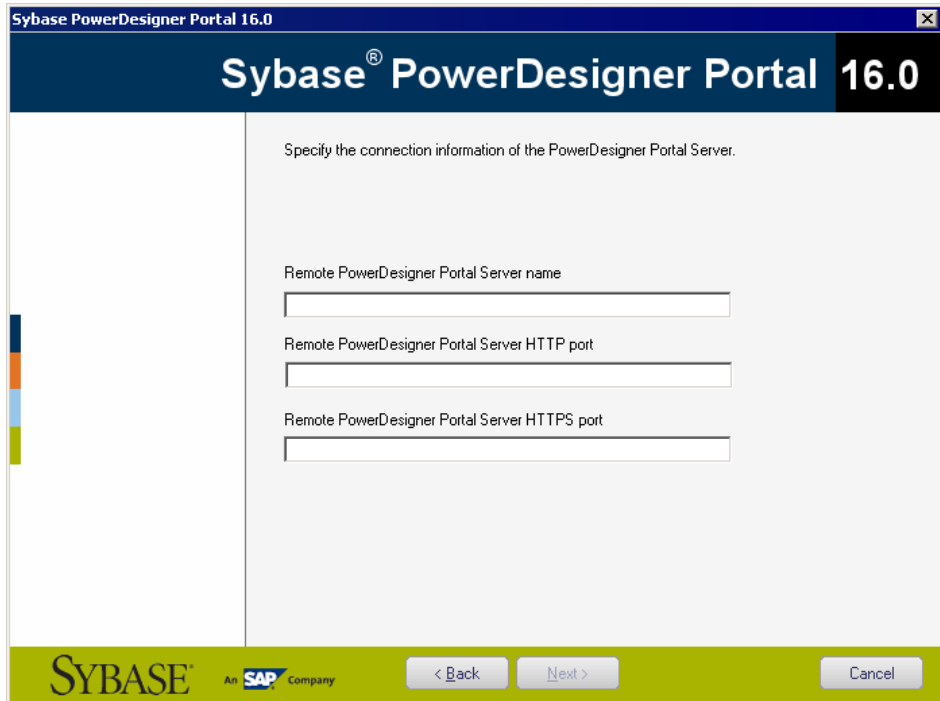 Sybase PowerDesigner Portal 16.0
Sybase® PowerDesigner Portal 16.0
Specify the connection information of the PowerDesigner Portal Server.
Remote PowerDesigner Portal Server name
Remote PowerDesigner Portal Server HTTP port
Remote PowerDesigner Portal Server HTTPS port
SYBASE An SAP Company < Back Next > Cancel